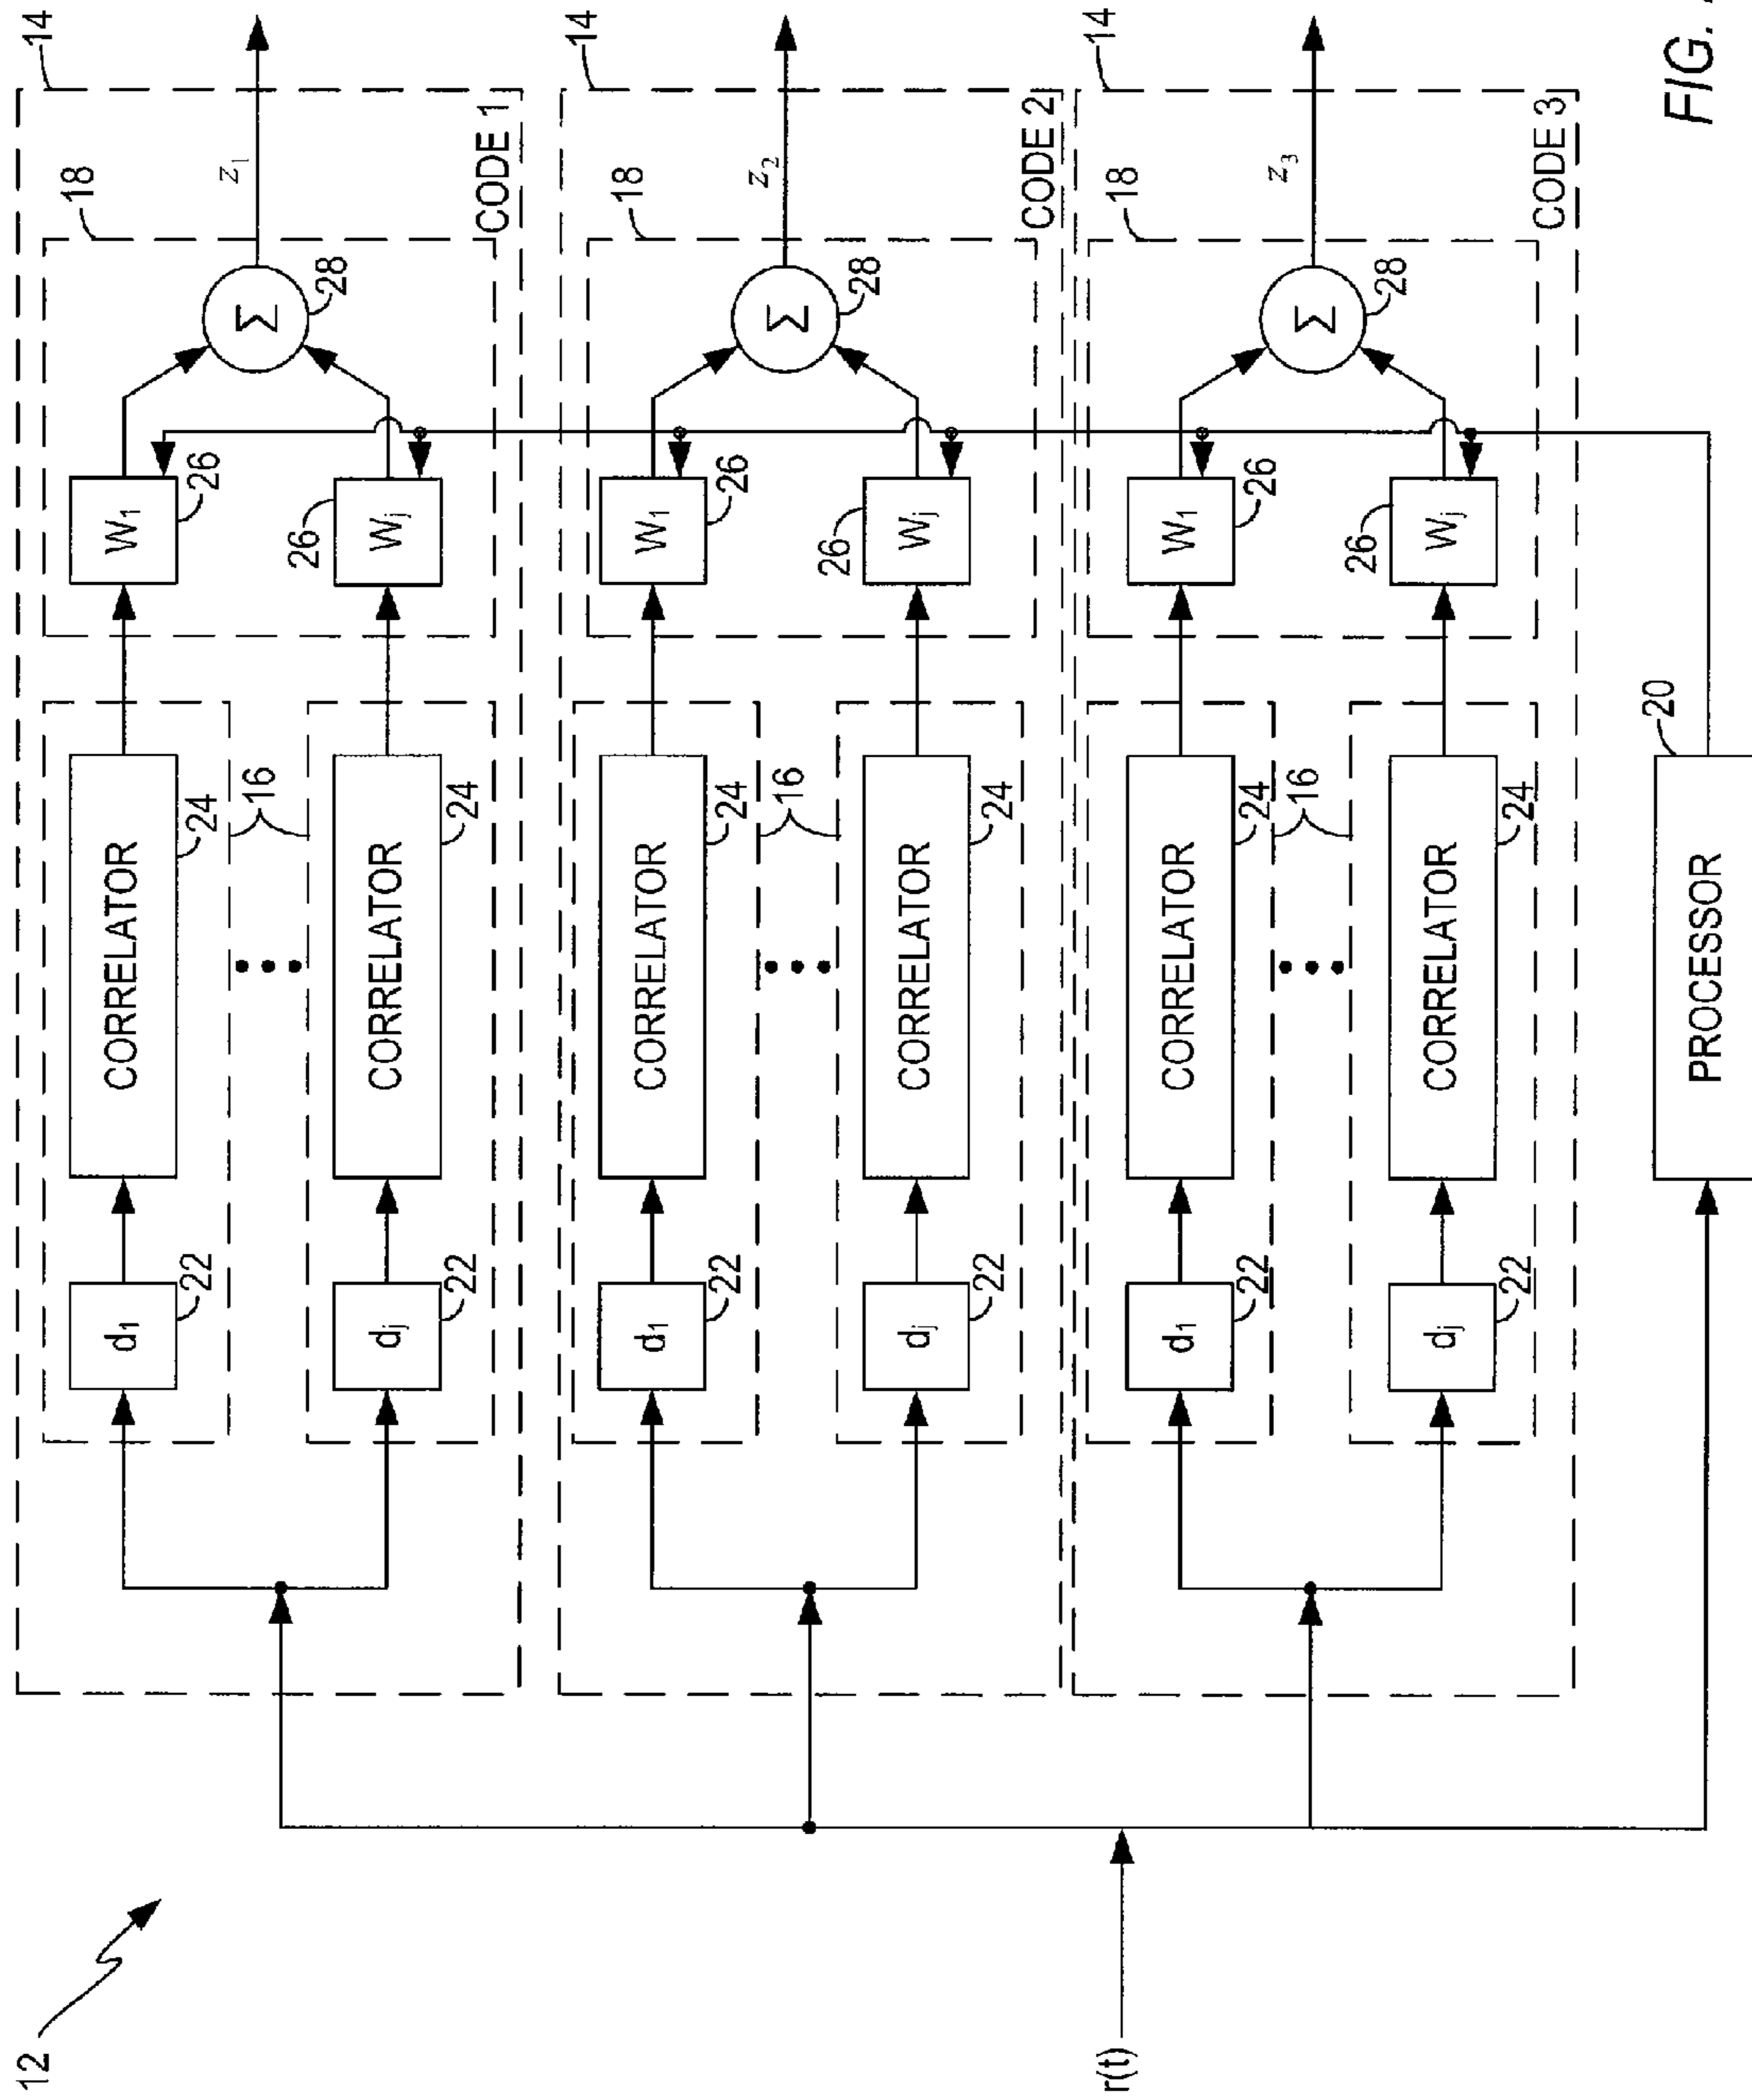 12
r(t)
14
CODE 1
18
d1
22
CORRELATOR
24
W1
26
16
dj
22
CORRELATOR
24
Wj
26
Σ
28
z1
14
CODE 2
18
d1
22
CORRELATOR
24
W1
26
16
dj
22
CORRELATOR
24
Wj
26
Σ
28
z2
14
CODE 3
18
d1
22
CORRELATOR
24
W1
26
16
dj
22
CORRELATOR
24
Wj
26
Σ
28
z3
PROCESSOR
20
FIG.